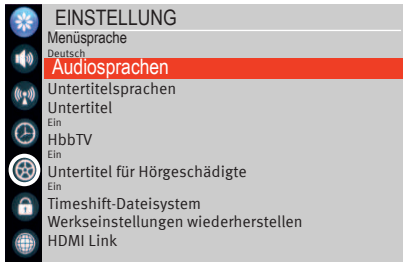 EINSTELLUNG
Menüsprache
Deutsch
Audiosprachen
Untertitelsprachen
Untertitel
Ein
HbbTV
Ein
Untertitel für Hörgeschädigte
Ein
Timeshift-Dateisystem
Werkseinstellungen wiederherstellen
HDMI Link